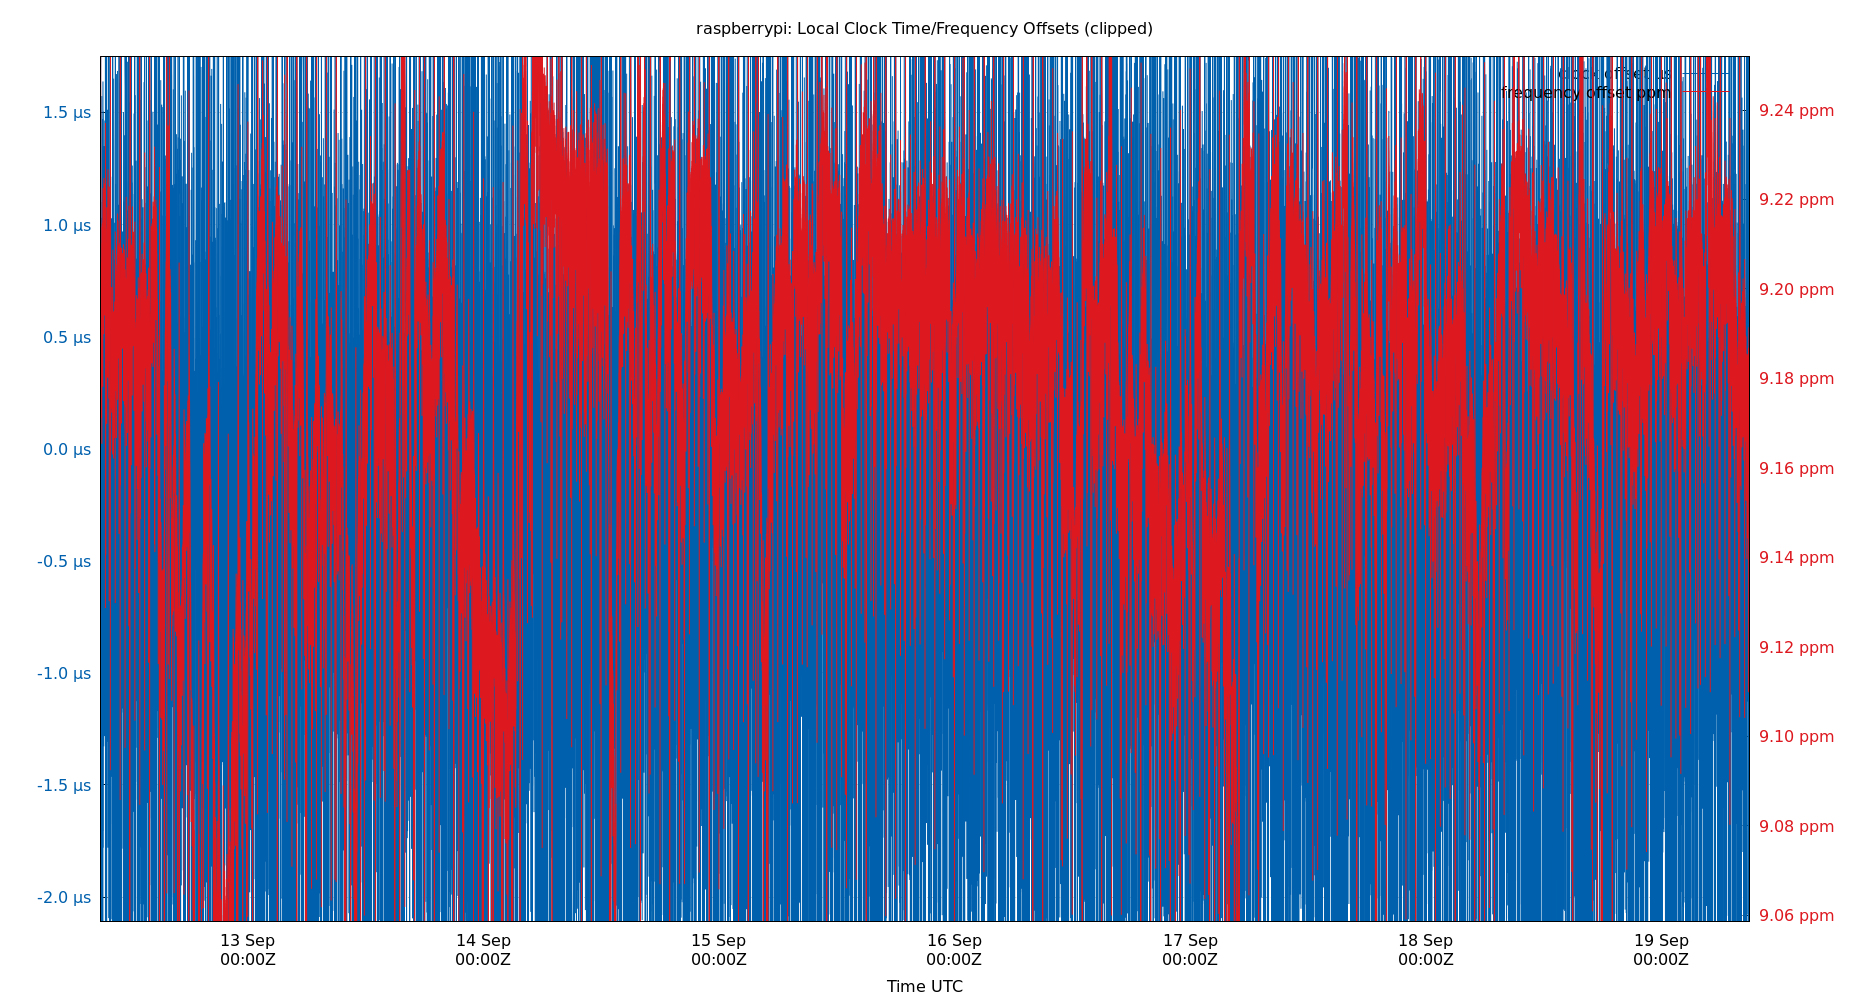 raspberrypi: Local Clock Time/Frequency Offsets (clipped)
clock offset us
frequency offset ppm
1.5 μs
1.0 μs
0.5 μs
0.0 μs
-0.5 μs
-1.0 μs
-1.5 μs
-2.0 μs
9.24 ppm
9.22 ppm
9.20 ppm
9.18 ppm
9.16 ppm
9.14 ppm
9.12 ppm
9.10 ppm
9.08 ppm
9.06 ppm
13 Sep
00:00Z
14 Sep
00:00Z
15 Sep
00:00Z
16 Sep
00:00Z
17 Sep
00:00Z
18 Sep
00:00Z
19 Sep
00:00Z
Time UTC